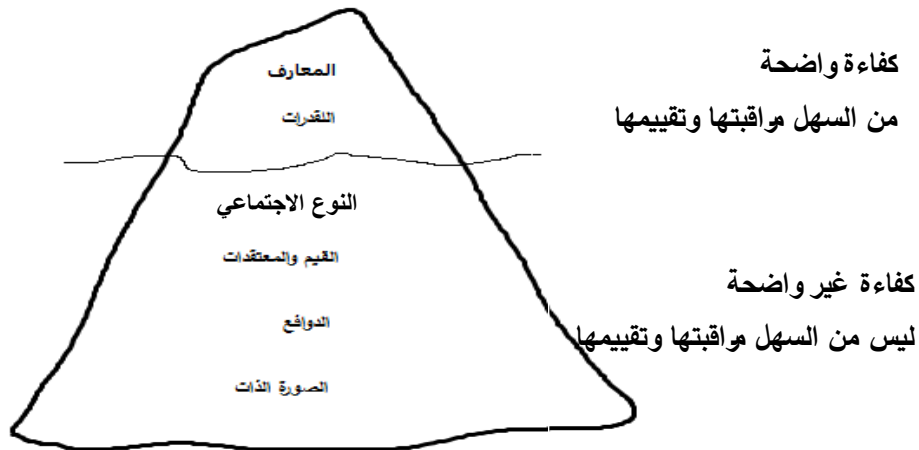 كفاءة واضحة
المعارف
من السهل مراقبتها وتقييمها
القدرات
النوع الاجتماعي
القيم والمعتقدات
كفاءة غير واضحة
الدوافع
ليس من السهل مراقبتها وتقييمها
الصورة الذات